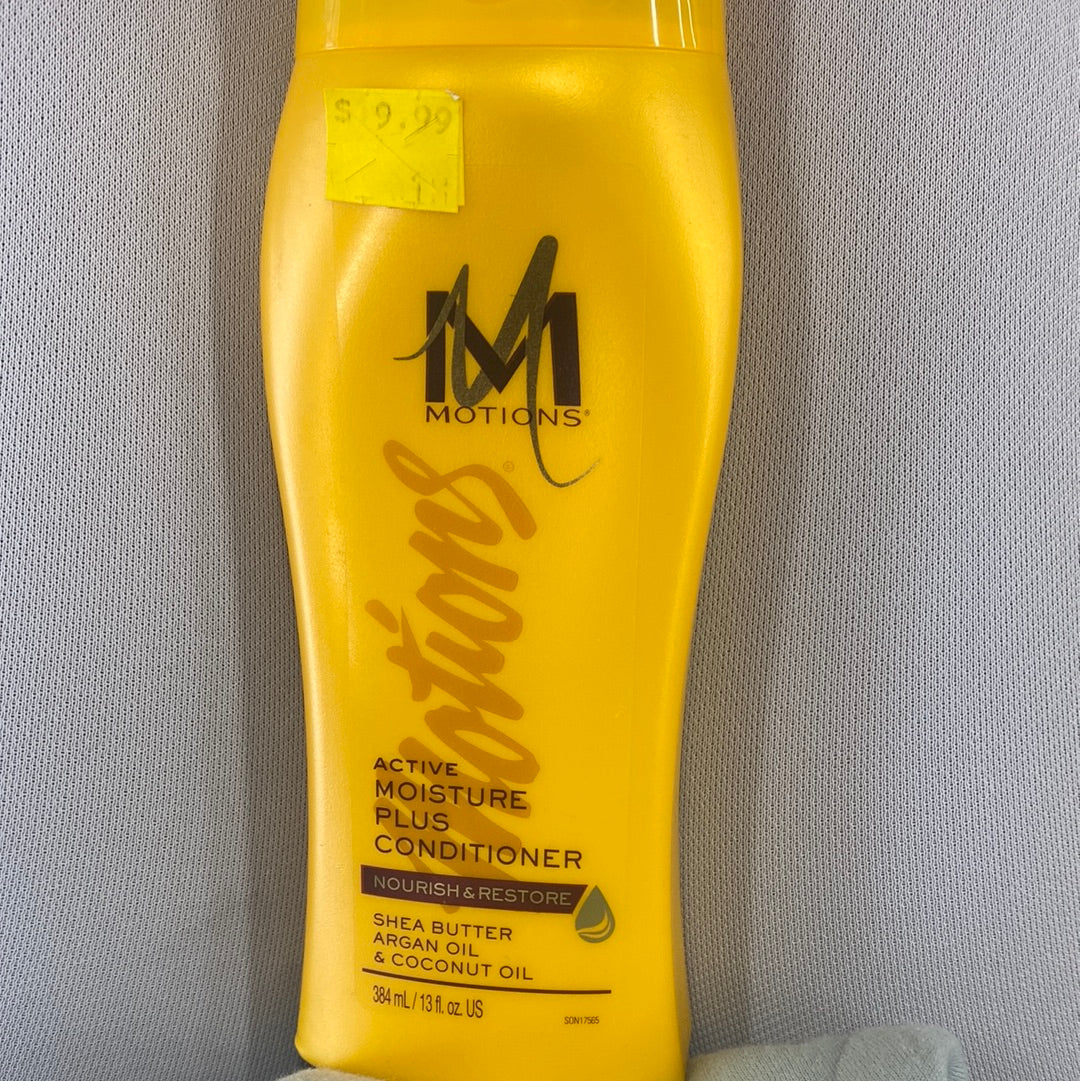 $ 9.99
M
MOTIONS®
motions®
ACTIVE
MOISTURE
PLUS
CONDITIONER
NOURISH & RESTORE
SHEA BUTTER
ARGAN OIL
& COCONUT OIL
384 mL / 13 fl. oz. US
SON17565